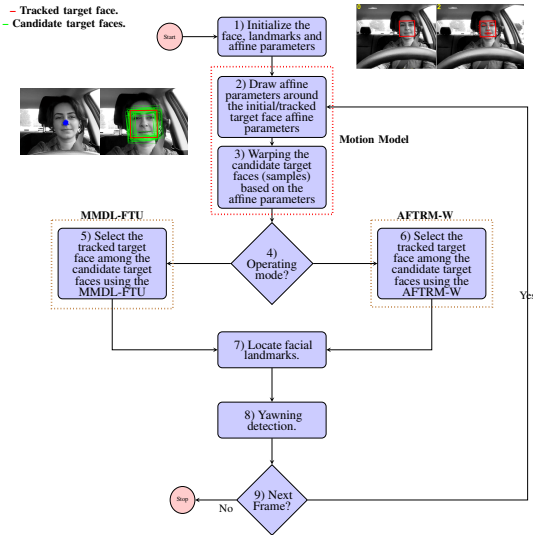 – Tracked target face.
– Candidate target faces.
Start
1) Initialize the
face, landmarks and
affine parameters
0
2
2) Draw affine
parameters around
the initial/tracked
target face affine
parameters
Motion Model
3) Warping the
candidate target
faces (samples)
based on the
affine parameters
MMDL-FTU
AFTRM-W
5) Select the
tracked target
face among the
candidate target
faces using the
MMDL-FTU
4)
Operating
mode?
6) Select the
tracked target
face among the
candidate target
faces using the
AFTRM-W
Yes
7) Locate facial
landmarks.
8) Yawning
detection.
9) Next
Frame?
Stop
No